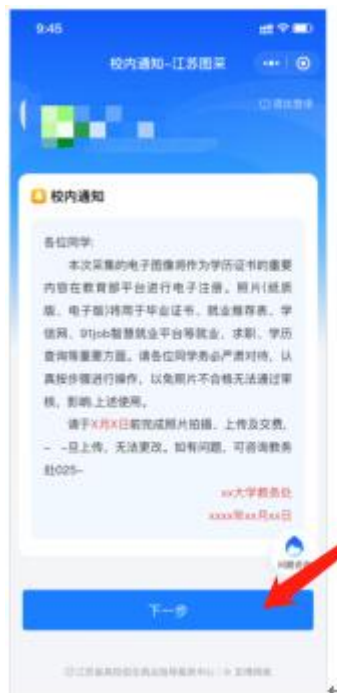 9:45
校内通知-江苏图采
退出登录
校内通知
各位同学:
本次采集的电子图像将作为学历证书的重要
内容在教育部平台进行电子注册。照片(纸质
版、电子版)将用于毕业证书、就业推荐表、学
信网、91job智慧就业平台等就业、求职、学历
查询等重要方面。请各位同学务必严肃对待，认
真按步骤进行操作，以免照片不合格无法通过审
核，影响上述使用。
请于X月X日前完成照片拍摄、上传及交费，
- -旦上传，无法更改。如有问题，可咨询教务
处025-
xx大学教务处
xxxx年xx月xx日
下一步